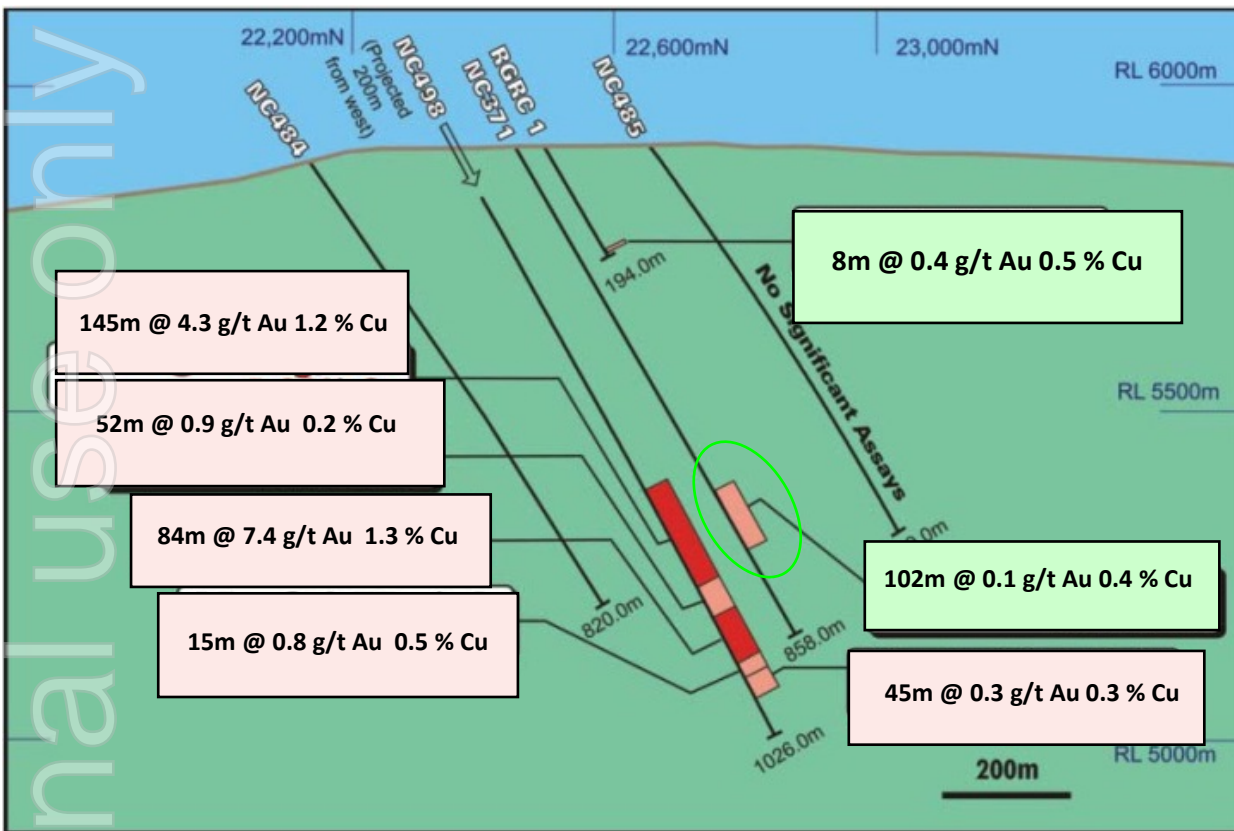 22,200mN
22,600mN
23,000mN
RL 6000m
NC484
(Projected
200m
from west)
NC498
NC371
RGRC 1
NC485
8m @ 0.4 g/t Au 0.5 % Cu
194.0m
No Significant Assays
145m @ 4.3 g/t Au 1.2 % Cu
52m @ 0.9 g/t Au 0.2 % Cu
RL 5500m
84m @ 7.4 g/t Au 1.3 % Cu
102m @ 0.1 g/t Au 0.4 % Cu
15m @ 0.8 g/t Au 0.5 % Cu
820.0m
858.0m
45m @ 0.3 g/t Au 0.3 % Cu
1026.0m
RL 5000m
200m
nal use only